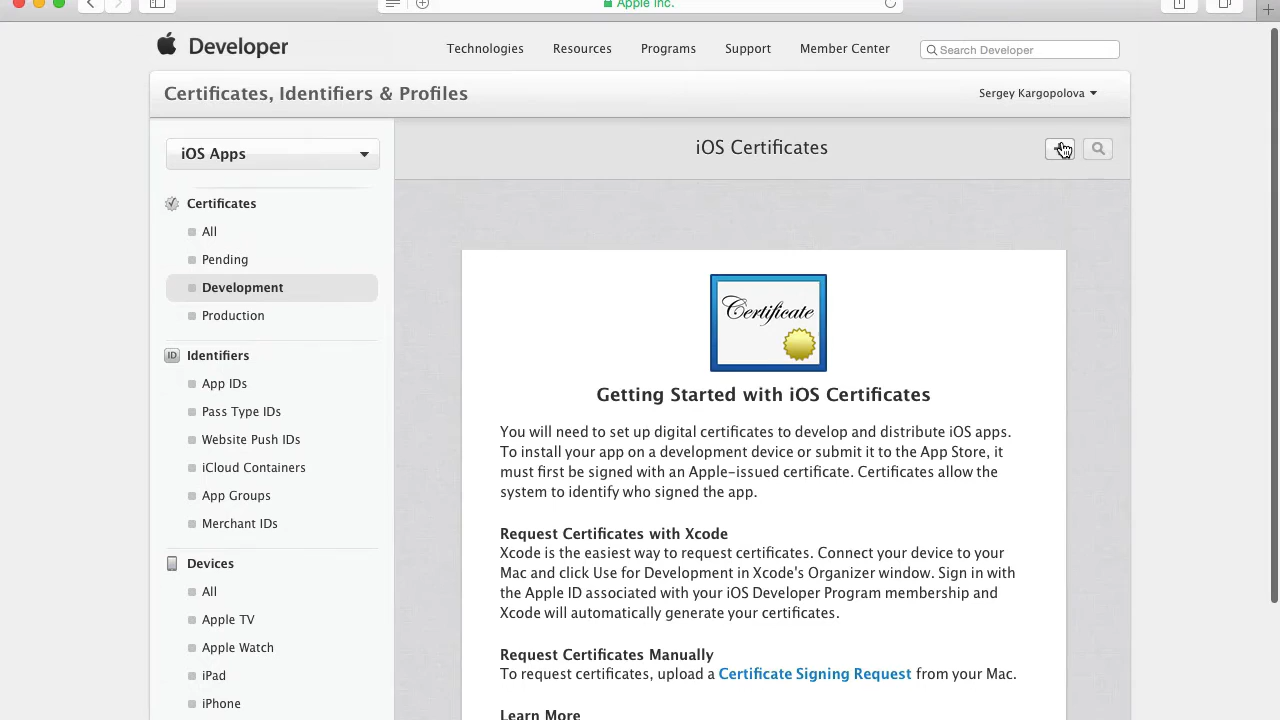 Apple Inc.
Developer
Technologies
Resources
Programs
Support
Member Center
Search Developer
Certificates, Identifiers & Profiles
Sergey Kargopolova
iOS Apps
iOS Certificates
Certificates
All
Pending
Development
Production
ID Identifiers
App IDs
Pass Type IDs
Website Push IDs
iCloud Containers
App Groups
Merchant IDs
Devices
All
Apple TV
Apple Watch
iPad
iPhone
Certificate
Getting Started with iOS Certificates
You will need to set up digital certificates to develop and distribute iOS apps.
To install your app on a development device or submit it to the App Store, it
must first be signed with an Apple-issued certificate. Certificates allow the
system to identify who signed the app.
Request Certificates with Xcode
Xcode is the easiest way to request certificates. Connect your device to your
Mac and click Use for Development in Xcode's Organizer window. Sign in with
the Apple ID associated with your iOS Developer Program membership and
Xcode will automatically generate your certificates.
Request Certificates Manually
To request certificates, upload a Certificate Signing Request from your Mac.
Learn More